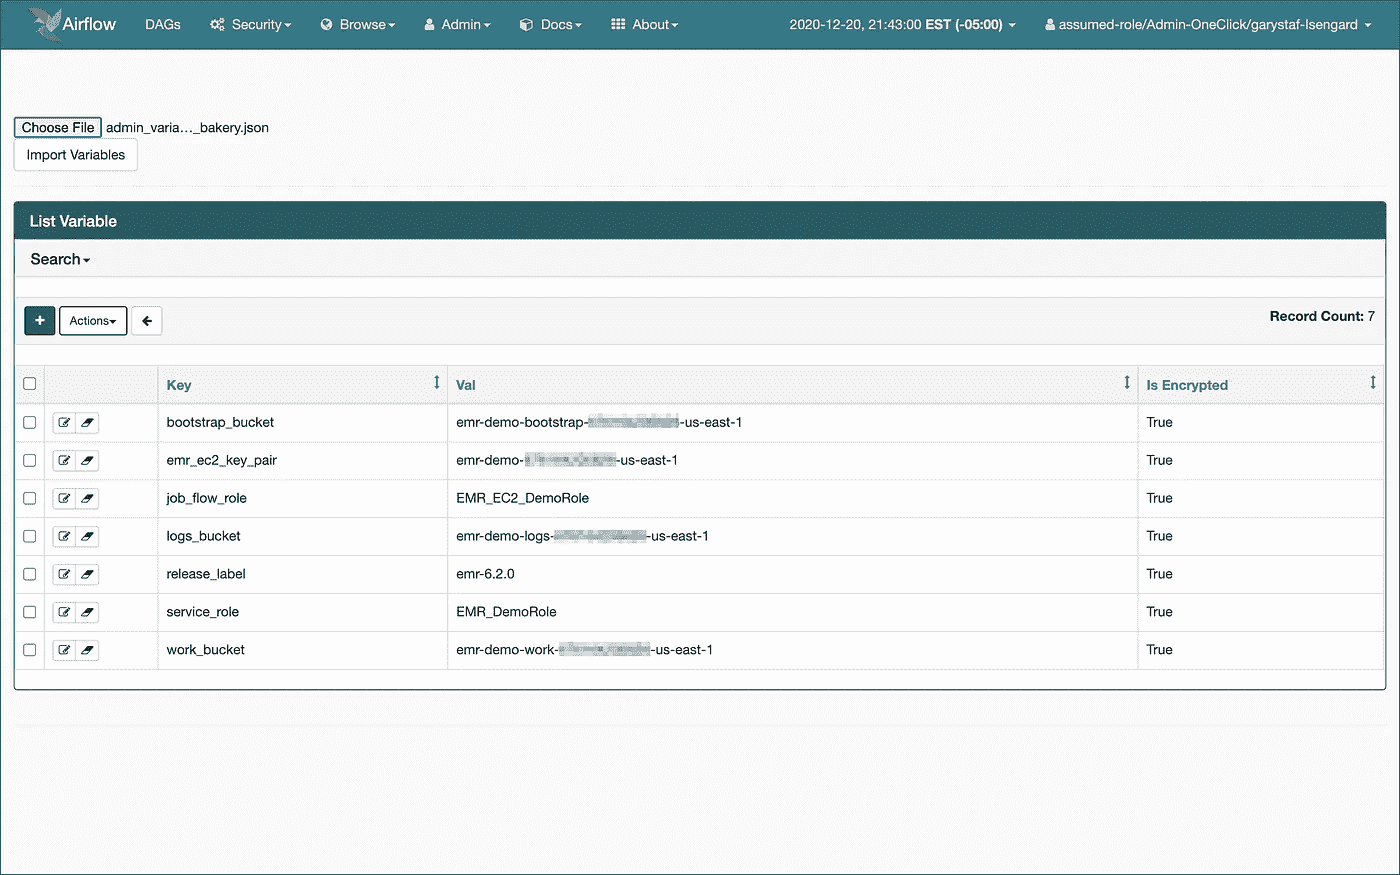 Airflow DAGs Security Browse Admin Docs About 2020-12-20, 21:43:00 EST (-05:00) assumed-role/Admin-OneClick/garystaf-Isengard
Choose File admin_varia…_bakery.json
Import Variables
List Variable
Search
+ Actions Record Count: 7
Key Val Is Encrypted
bootstrap_bucket emr-demo-bootstrap- -us-east-1 True
emr_ec2_key_pair emr-demo- -us-east-1 True
job_flow_role EMR_EC2_DemoRole True
logs_bucket emr-demo-logs- -us-east-1 True
release_label emr-6.2.0 True
service_role EMR_DemoRole True
work_bucket emr-demo-work- -us-east-1 True